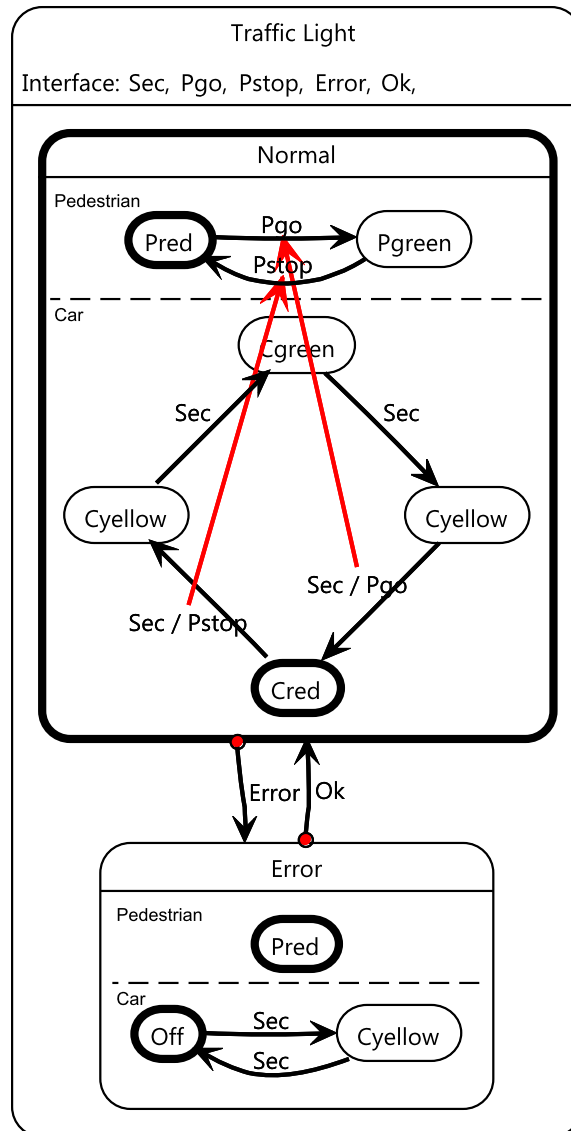 Traffic Light
Interface: Sec, Pgo, Pstop, Error, Ok,
Normal
Pedestrian
Pgo
Pred
Pgreen
Pstop
Car
Cgreen
Sec
Sec
Cyellow
Cyellow
Sec / Pgo
Sec / Pstop
Cred
Error
Ok
Error
Pedestrian
Pred
Car
Sec
Off
Cyellow
Sec